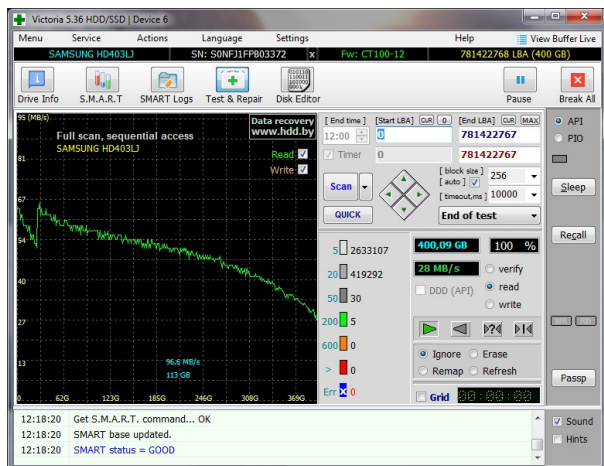 Victoria 5.36 HDD/SSD | Device 6
Menu Service Actions Language Settings Help View Buffer Live
SAMSUNG HD403LJ SN: S0NFJ1FPB03372 x Fw: CT100-12 781422768 LBA (400 GB)
Drive Info S.M.A.R.T SMART Logs Test & Repair Disk Editor Pause Break All
95 (MB/s)
Full scan, sequential access
SAMSUNG HD403LJ
Data recovery
www.hdd.by
Read
Write
81
67
54
40
27
13
96,6 MB/s
113 GB
0 62G 123G 185G 246G 308G 369G
[ End time ] [Start LBA] CUR 0 [End LBA] CUR MAX
12:00 0 781422767
Timer 0 781422767
Scan
QUICK
[ block size ]
[ auto ] 256
[ timeout,ms ] 10000
End of test
5 2633107
20 419292
50 30
200 5
600 0
> 0
Err x 0
400,09 GB 100 %
28 MB/s
verify
DDD (API) read
write
Ignore Erase
Remap Refresh
Grid 00:00:00
API
PIO
Sleep
Recall
Passp
12:18:20 Get S.M.A.R.T. command... OK
12:18:20 SMART base updated.
12:18:20 SMART status = GOOD
Sound
Hints